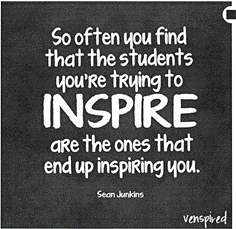 So often you find
that the students
you're trying to
INSPIRE
are the ones that
end up inspiring you.
Sean Junkins
venspired